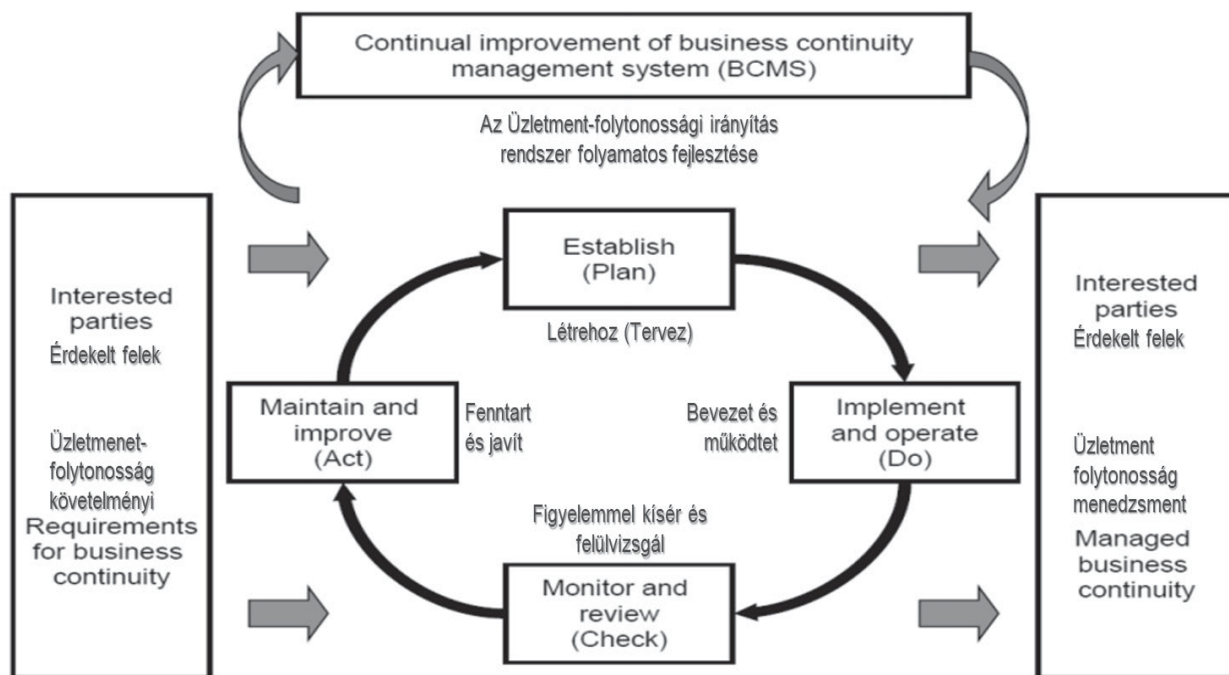 Continual improvement of business continuity
management system (BCMS)
Az Üzletment-folytonossági irányítás
rendszer folyamatos fejlesztése
Interested
parties
Érdekelt felek
Üzletmenet-
folytonosság
követelményi
Requirements
for business
continuity
Establish
(Plan)
Létrehoz (Tervez)
Maintain and
improve
(Act)
Fenntart
és javít
Bevezet és
működtet
Implement
and operate
(Do)
Figyelemmel kísér és
felülvizsgál
Monitor and
review
(Check)
Interested
parties
Érdekelt felek
Üzletment
folytonosság
menedzsment
Managed
business
continuity